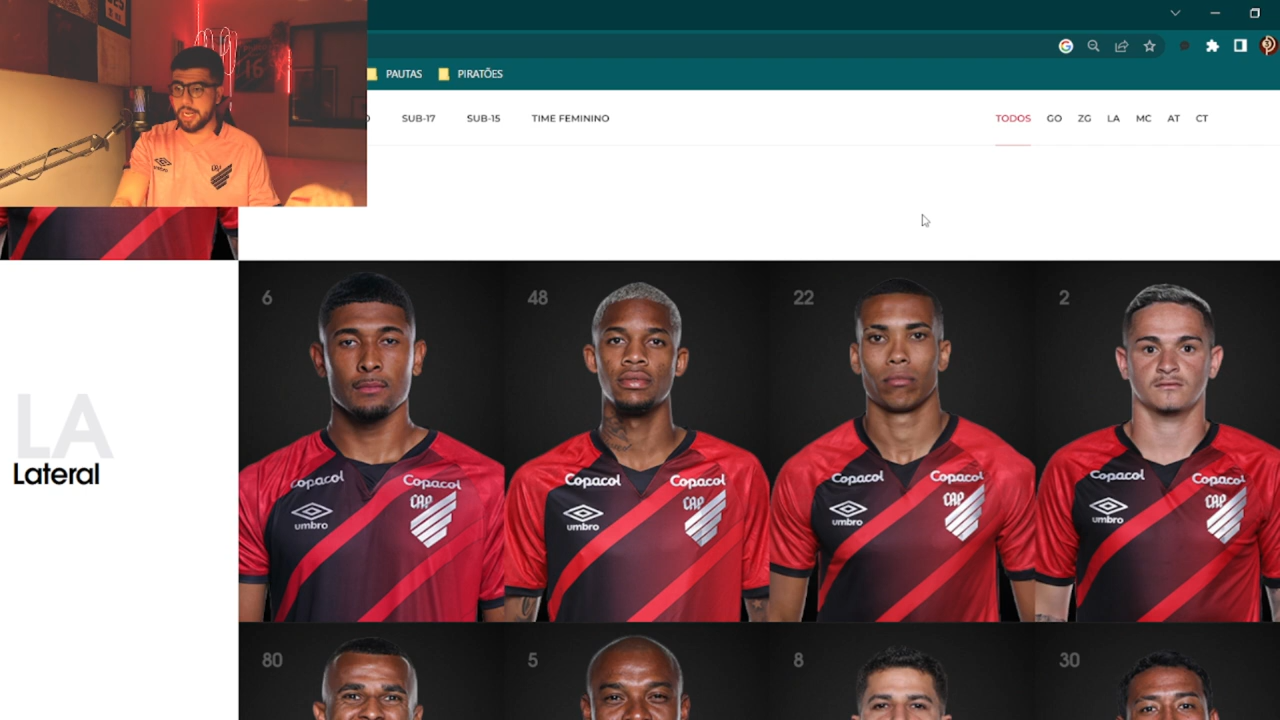 PAUTAS PIRATÕES
SUB-17 SUB-15 TIME FEMININO TODOS GO ZG LA MC AT CT
6 48 22 2
LA
Lateral
Copacol Copacol Copacol Copacol Copacol Copacol Copacol Copacol
CAP CAP CAP CAP
umbro umbro umbro umbro
80 5 8 30